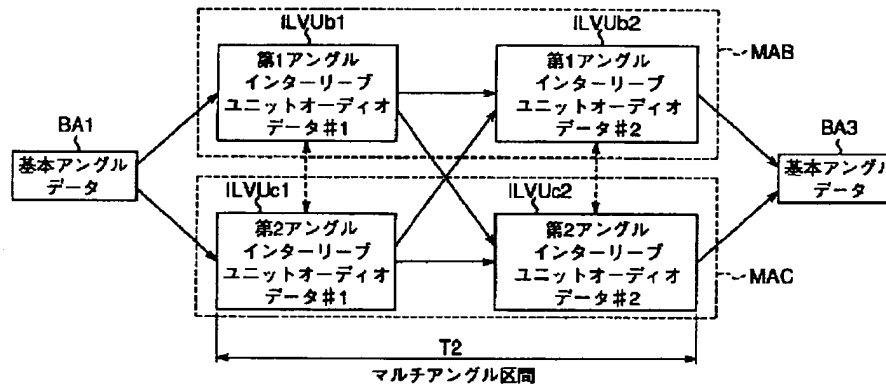 ILVUb1
ILVUb2
MAB
第1アングル
インターリーブ
ユニットオーディオ
データ#1
第1アングル
インターリーブ
ユニットオーディオ
データ#2
BA1
基本アングル
データ
BA3
基本アングル
データ
ILVUc1
ILVUc2
第2アングル
インターリーブ
ユニットオーディオ
データ#1
第2アングル
インターリーブ
ユニットオーディオ
データ#2
MAC
T2
マルチアングル区間